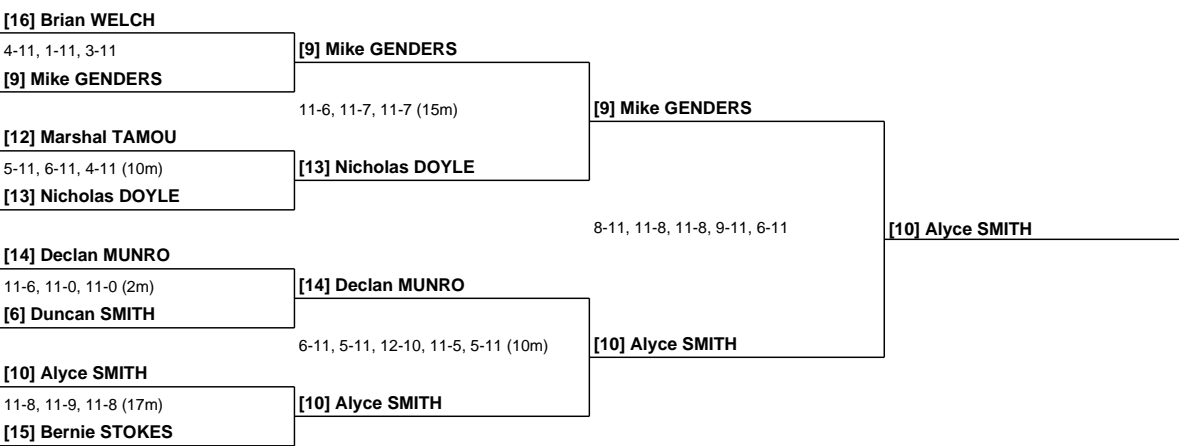 [16] Brian WELCH
4-11, 1-11, 3-11
[9] Mike GENDERS
[9] Mike GENDERS
11-6, 11-7, 11-7 (15m)
[9] Mike GENDERS
[12] Marshal TAMOU
5-11, 6-11, 4-11 (10m)
[13] Nicholas DOYLE
[13] Nicholas DOYLE
8-11, 11-8, 11-8, 9-11, 6-11
[10] Alyce SMITH
[14] Declan MUNRO
11-6, 11-0, 11-0 (2m)
[14] Declan MUNRO
[6] Duncan SMITH
6-11, 5-11, 12-10, 11-5, 5-11 (10m)
[10] Alyce SMITH
[10] Alyce SMITH
11-8, 11-9, 11-8 (17m)
[10] Alyce SMITH
[15] Bernie STOKES